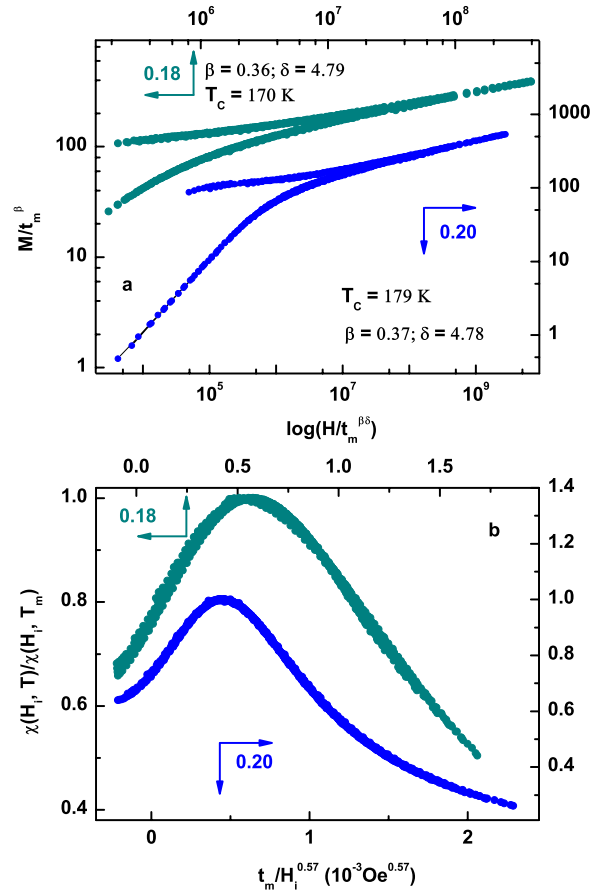 10^6 10^7 10^8
0.18
β = 0.36; δ = 4.79
T_C = 170 K
100
10
1
1000
100
10
1
M/t_m^β
0.20
a
T_C = 179 K
β = 0.37; δ = 4.78
10^5 10^7 10^9
log(H/t_m^βδ)
0.0 0.5 1.0 1.5
1.0
0.8
0.6
0.4
1.4
1.2
1.0
0.8
0.6
0.4
0.18
b
χ(H_i, T)/χ(H_i, T_m)
0.20
0 1 2
t_m/H_i^0.57 (10^-3Oe^0.57)